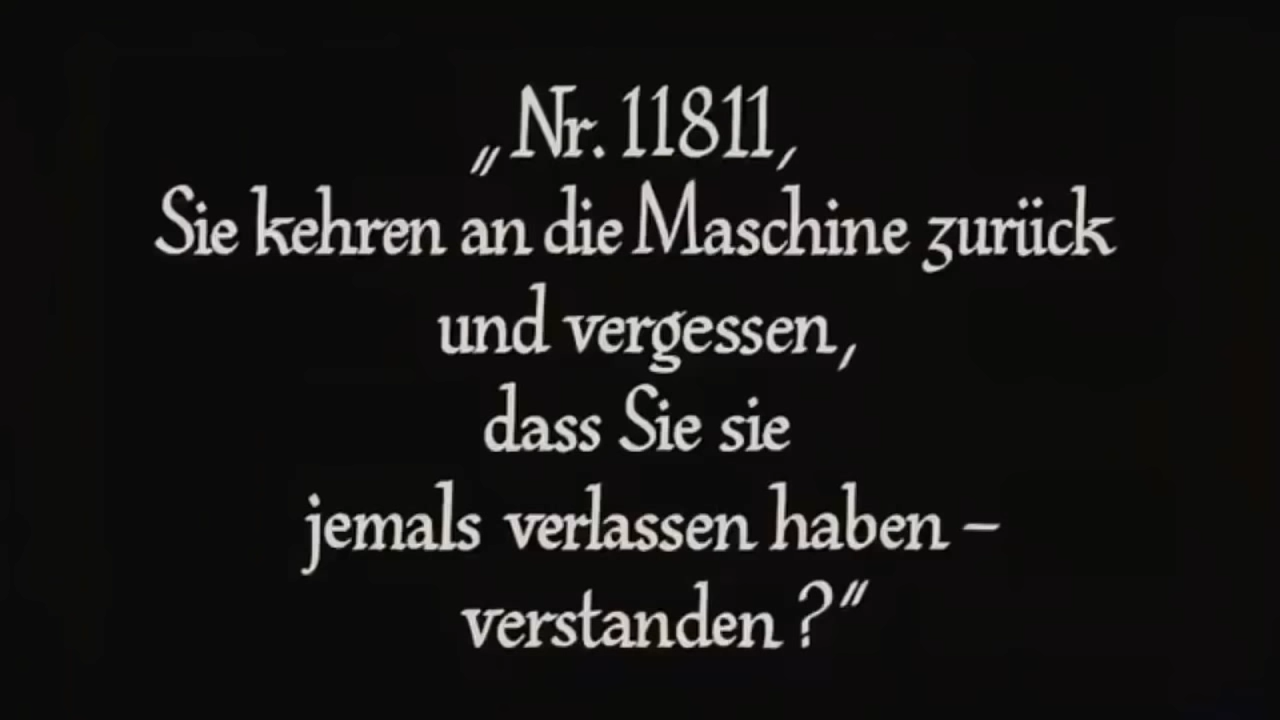 „Nr. 11811,
Sie kehren an die Maschine zurück
und vergessen,
dass Sie sie
jemals verlassen haben –
verstanden?“